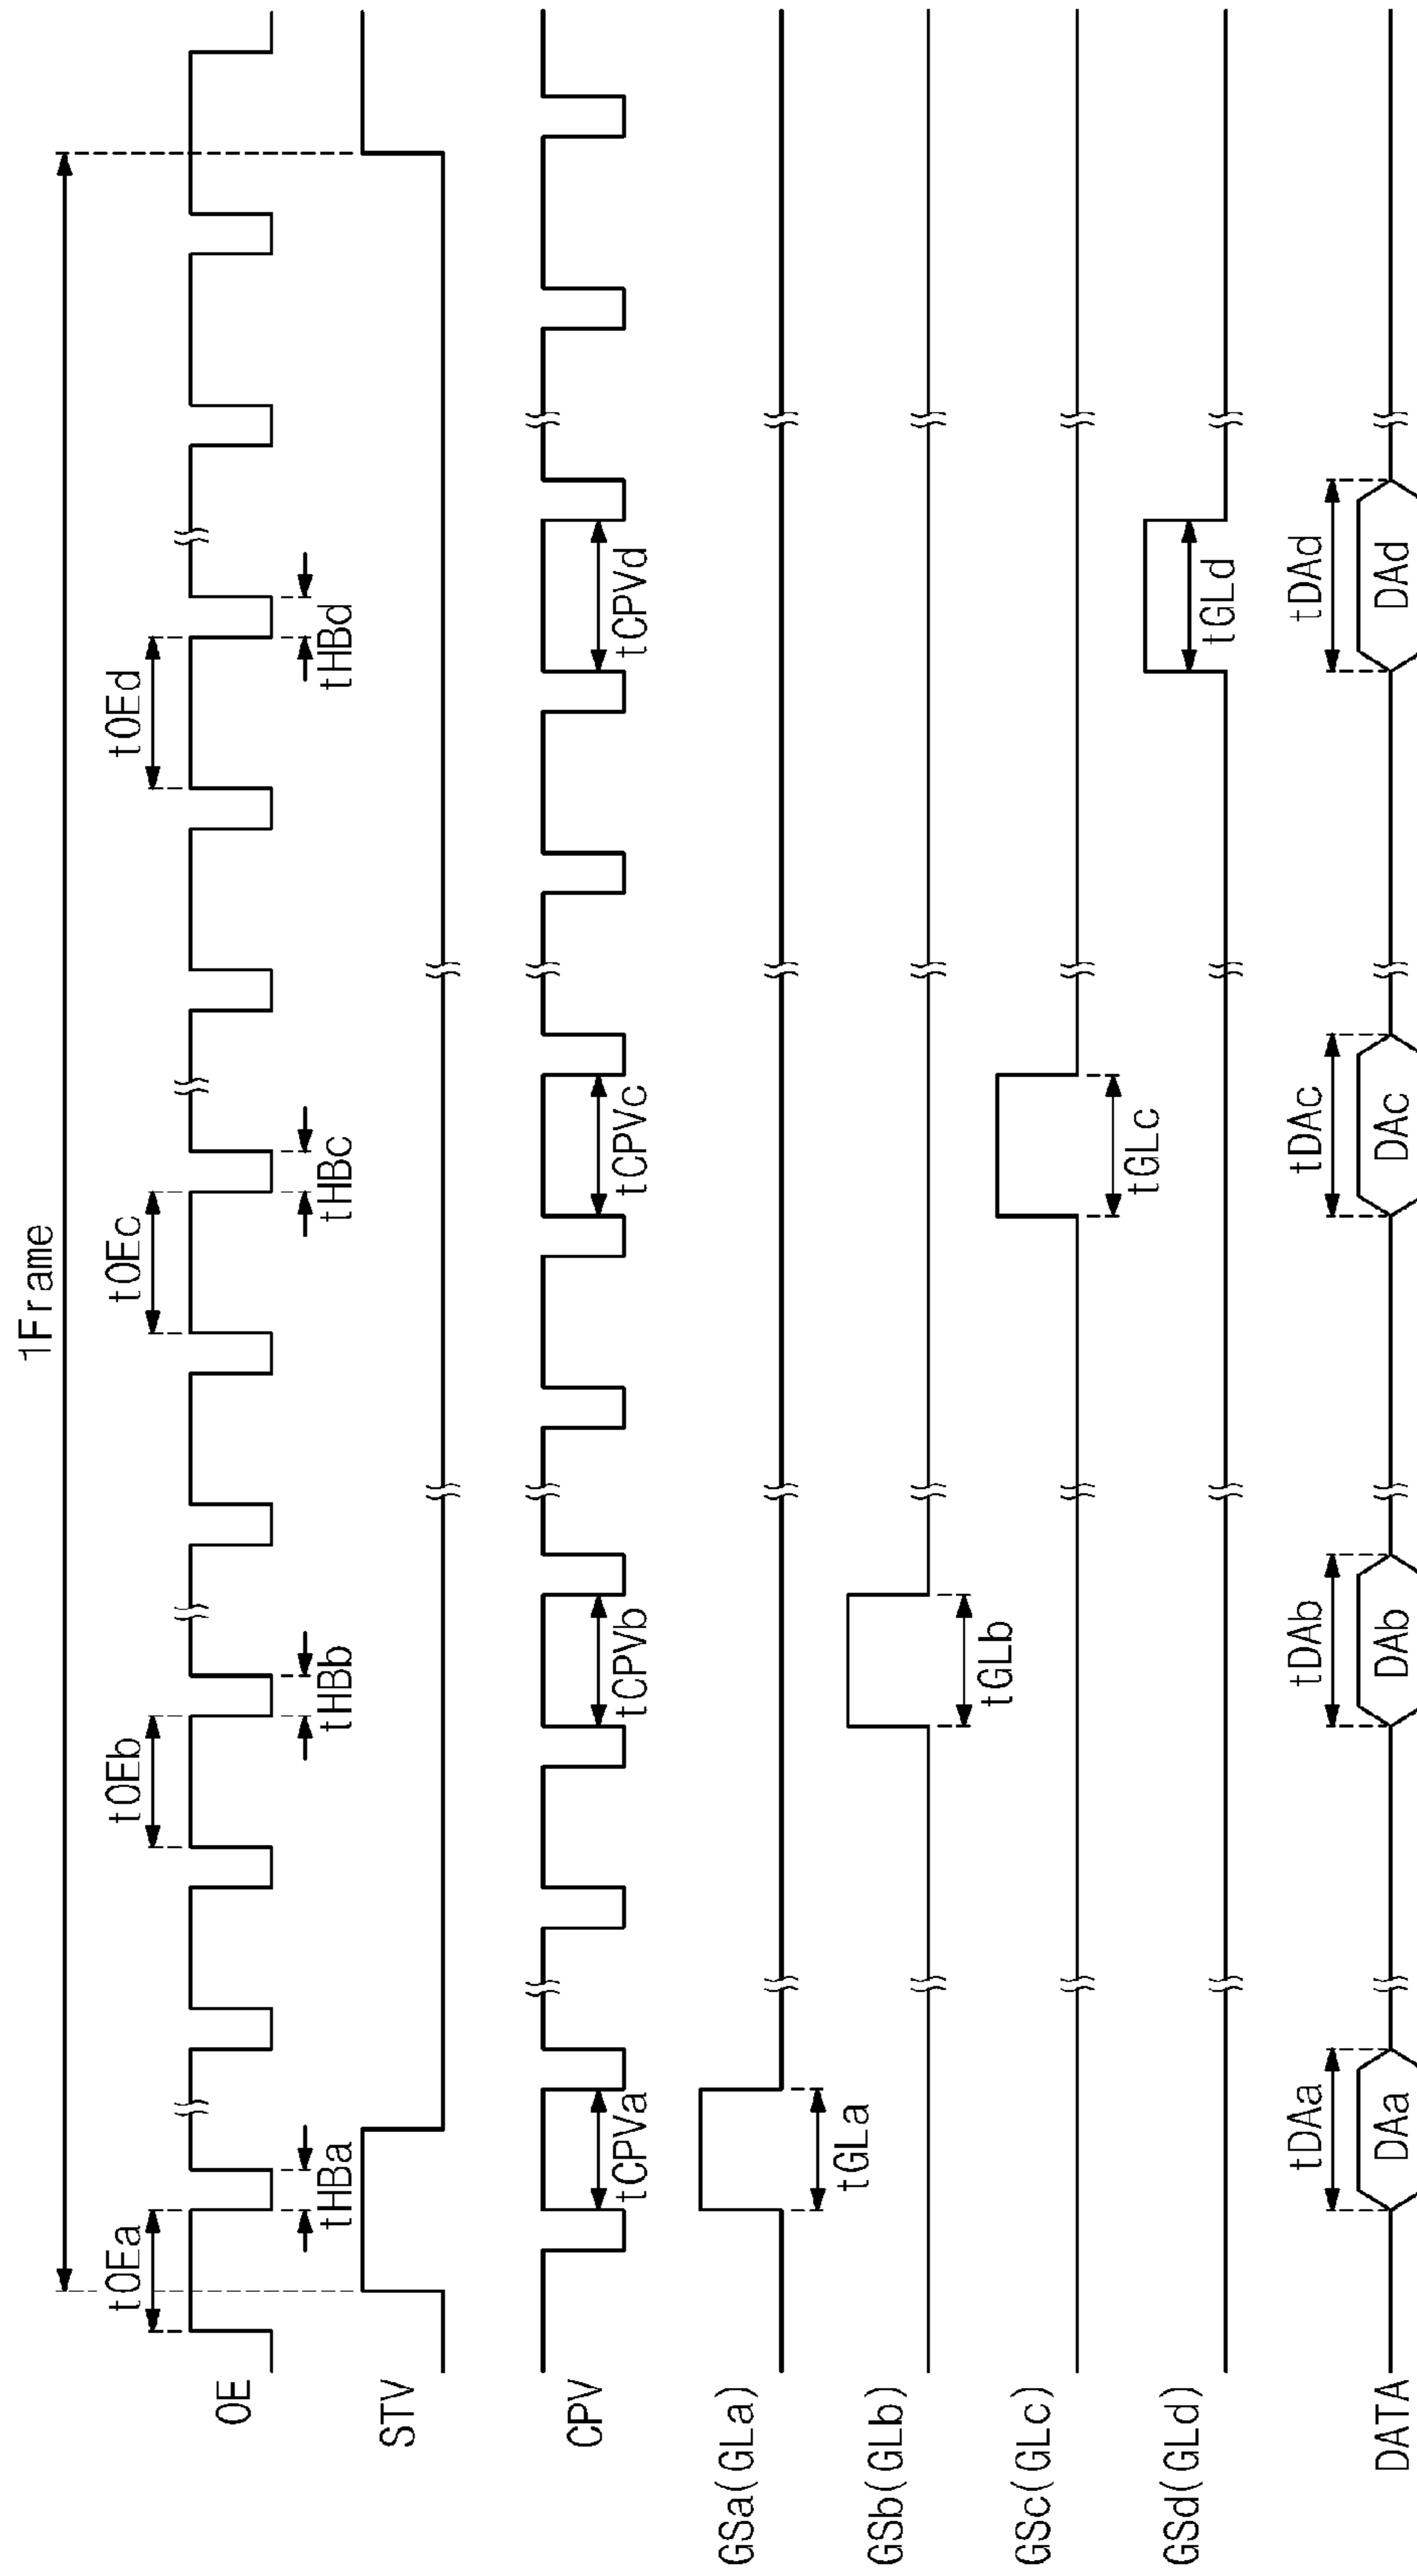 1Frame
tOEa tOEb tOEc tOEd
OE
tHBa tHBb tHBc tHBd
STV
CPV
tCPVa tCPVb tCPVc tCPVd
GSa(GLa)
tGLa
GSb(GLb)
tGLb
GSc(GLc)
tGLc
GSd(GLd)
tGLd
tDAa tDAb tDAc tDAd
DATA DAa DAb DAc DAd